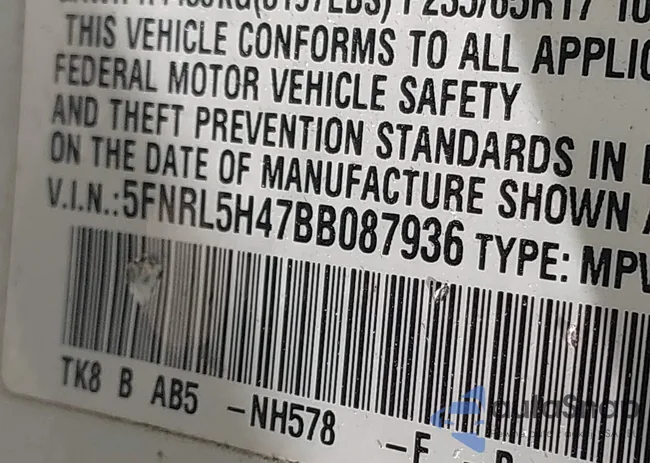 THIS VEHICLE CONFORMS TO ALL APPLIC
FEDERAL MOTOR VEHICLE SAFETY
AND THEFT PREVENTION STANDARDS IN
ON THE DATE OF MANUFACTURE SHOWN
V.I.N.:5FNRL5H47BB087936 TYPE: MPV
TK8 B AB5 -NH578